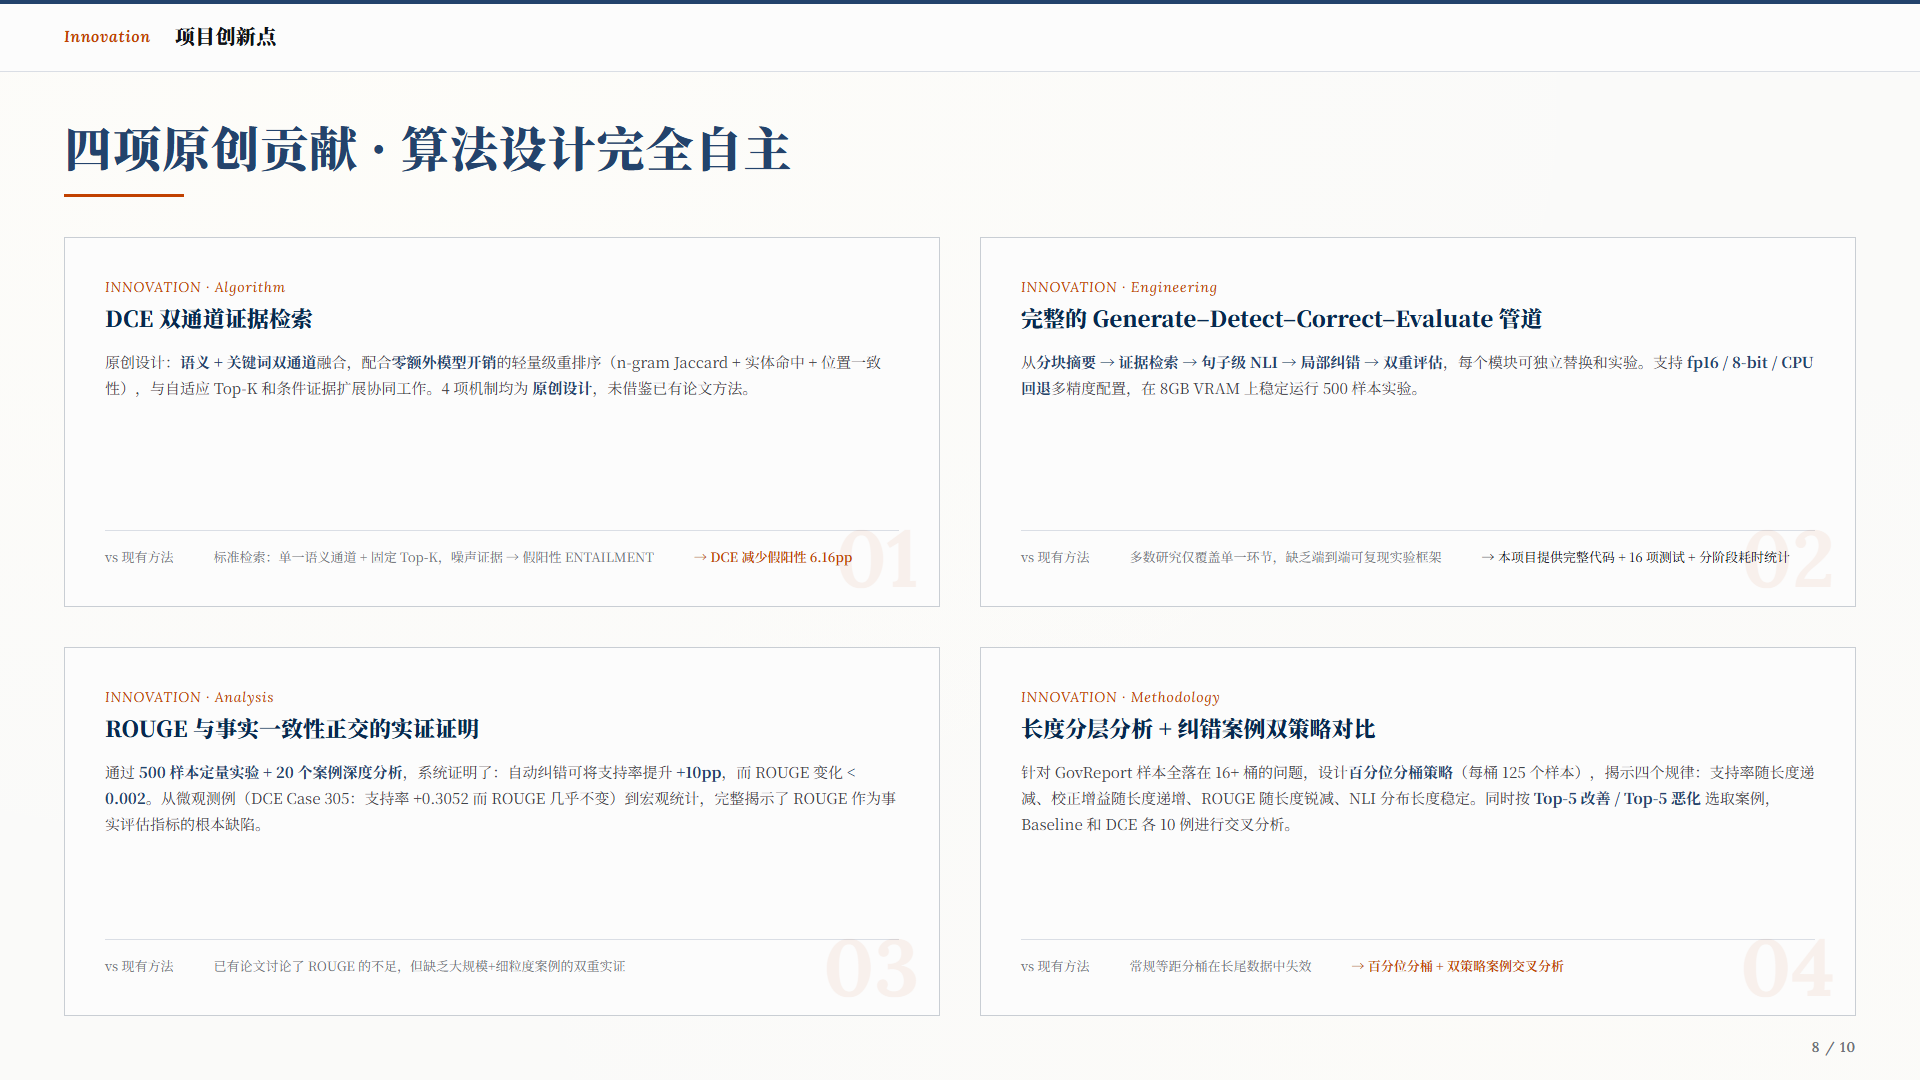 Innovation 项目创新点
四项原创贡献 · 算法设计完全自主
INNOVATION · Algorithm
DCE 双通道证据检索
原创设计：语义 + 关键词双通道融合，配合零额外模型开销的轻量级重排序（n-gram Jaccard + 实体命中 + 位置一致
性），与自适应 Top-K 和条件证据扩展协同工作。4 项机制均为 原创设计，未借鉴已有论文方法。
vs 现有方法 标准检索：单一语义通道 + 固定 Top-K，噪声证据 → 假阳性 ENTAILMENT → DCE 减少假阳性 6.16pp
01
INNOVATION · Engineering
完整的 Generate–Detect–Correct–Evaluate 管道
从分块摘要 → 证据检索 → 句子级 NLI → 局部纠错 → 双重评估，每个模块可独立替换和实验。支持 fp16 / 8-bit / CPU
回退多精度配置，在 8GB VRAM 上稳定运行 500 样本实验。
vs 现有方法 多数研究仅覆盖单一环节，缺乏端到端可复现实验框架 → 本项目提供完整代码 + 16 项测试 + 分阶段耗时统计
02
INNOVATION · Analysis
ROUGE 与事实一致性正交的实证证明
通过 500 样本定量实验 + 20 个案例深度分析，系统证明了：自动纠错可将支持率提升 +10pp，而 ROUGE 变化 <
0.002。从微观测例（DCE Case 305：支持率 +0.3052 而 ROUGE 几乎不变）到宏观统计，完整揭示了 ROUGE 作为事
实评估指标的根本缺陷。
vs 现有方法 已有论文讨论了 ROUGE 的不足，但缺乏大规模+细粒度案例的双重实证
03
INNOVATION · Methodology
长度分层分析 + 纠错案例双策略对比
针对 GovReport 样本全落在 16+ 桶的问题，设计百分位分桶策略（每桶 125 个样本），揭示四个规律：支持率随长度递
减、校正增益随长度递增、ROUGE 随长度锐减、NLI 分布长度稳定。同时按 Top-5 改善 / Top-5 恶化 选取案例，
Baseline 和 DCE 各 10 例进行交叉分析。
vs 现有方法 常规等距分桶在长尾数据中失效 → 百分位分桶 + 双策略案例交叉分析
04
8 / 10